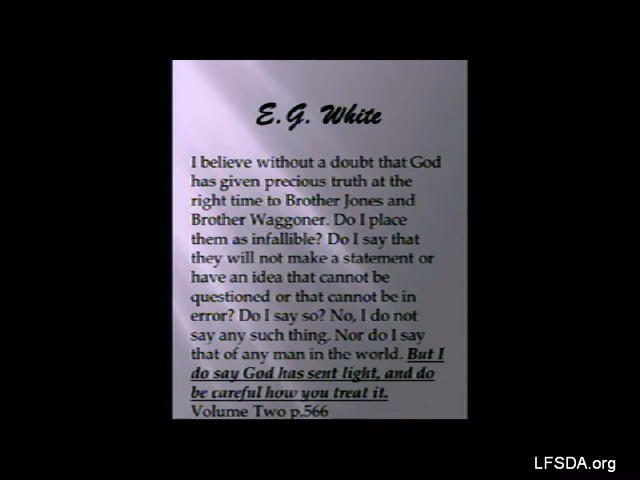 E.G. White
I believe without a doubt that God
has given precious truth at the
right time to Brother Jones and
Brother Waggoner. Do I place
them as infallible? Do I say that
they will not make a statement or
have an idea that cannot be
questioned or that cannot be in
error? Do I say so? No, I do not
say any such thing. Nor do I say
that of any man in the world. But I
do say God has sent light, and do
be careful how you treat it.
Volume Two p.566
LFSDA.org